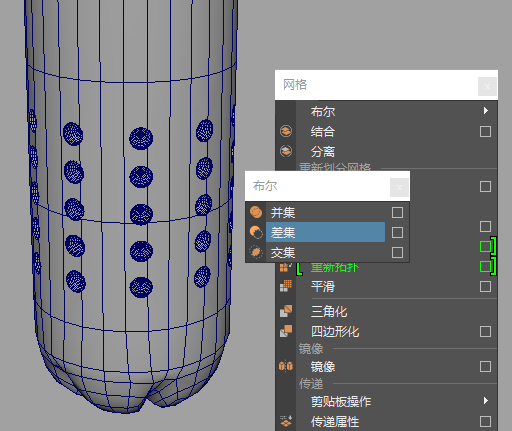 网格
布尔
结合
分离
重新划分网格
布尔
并集
差集
交集
重新拓扑
平滑
三角化
四边形化
镜像
镜像
传递
剪贴板操作
传递属性